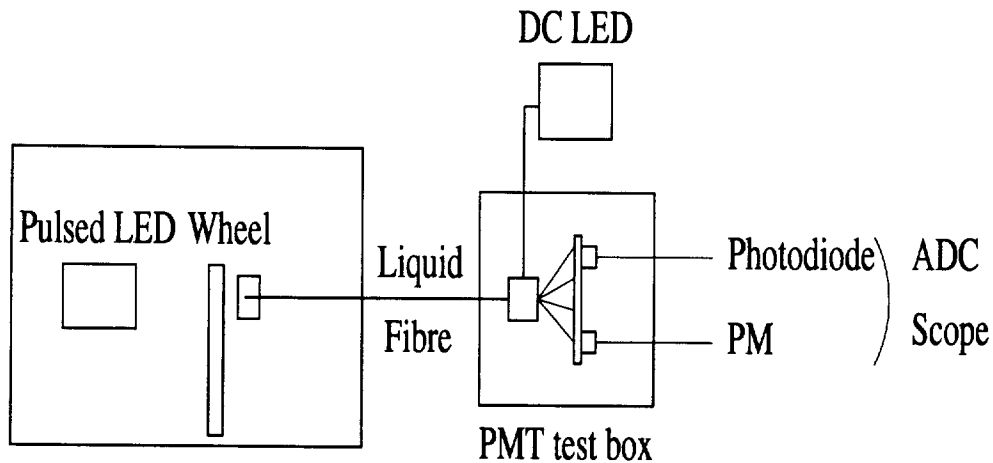 DC LED
Pulsed LED Wheel
Liquid
Fibre
Photodiode
ADC
PM
Scope
PMT test box